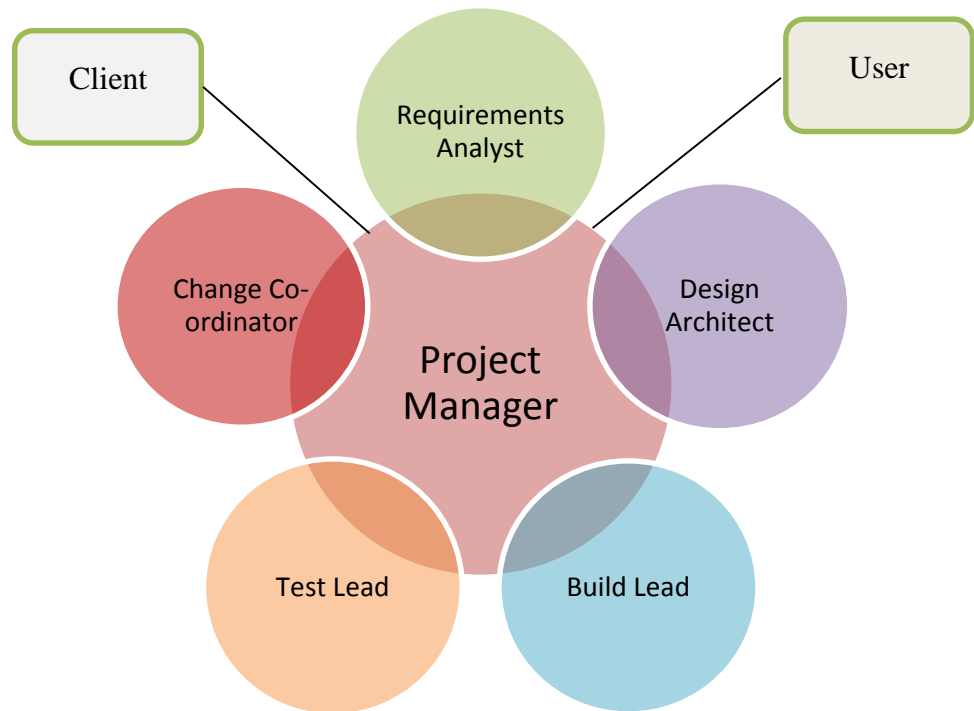 Client
User
Requirements
Analyst
Change Co-
ordinator
Design
Architect
Project
Manager
Test Lead
Build Lead